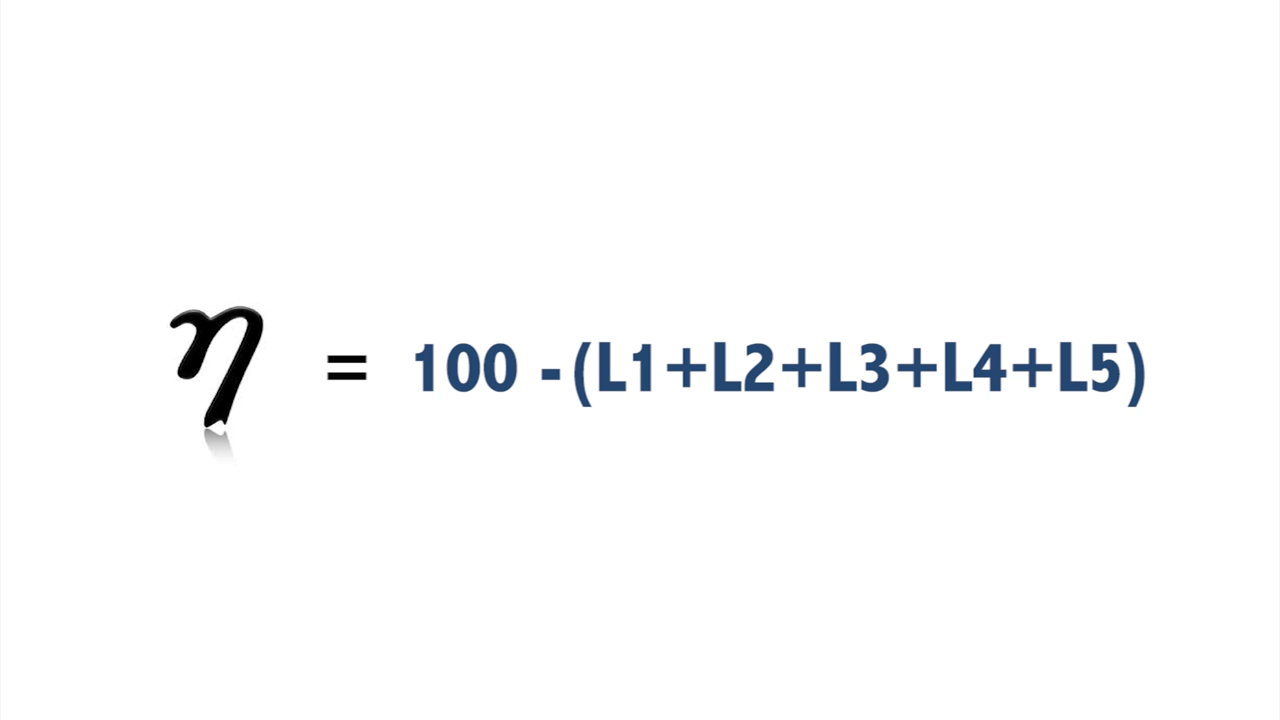 η = 100 - (L1+L2+L3+L4+L5)